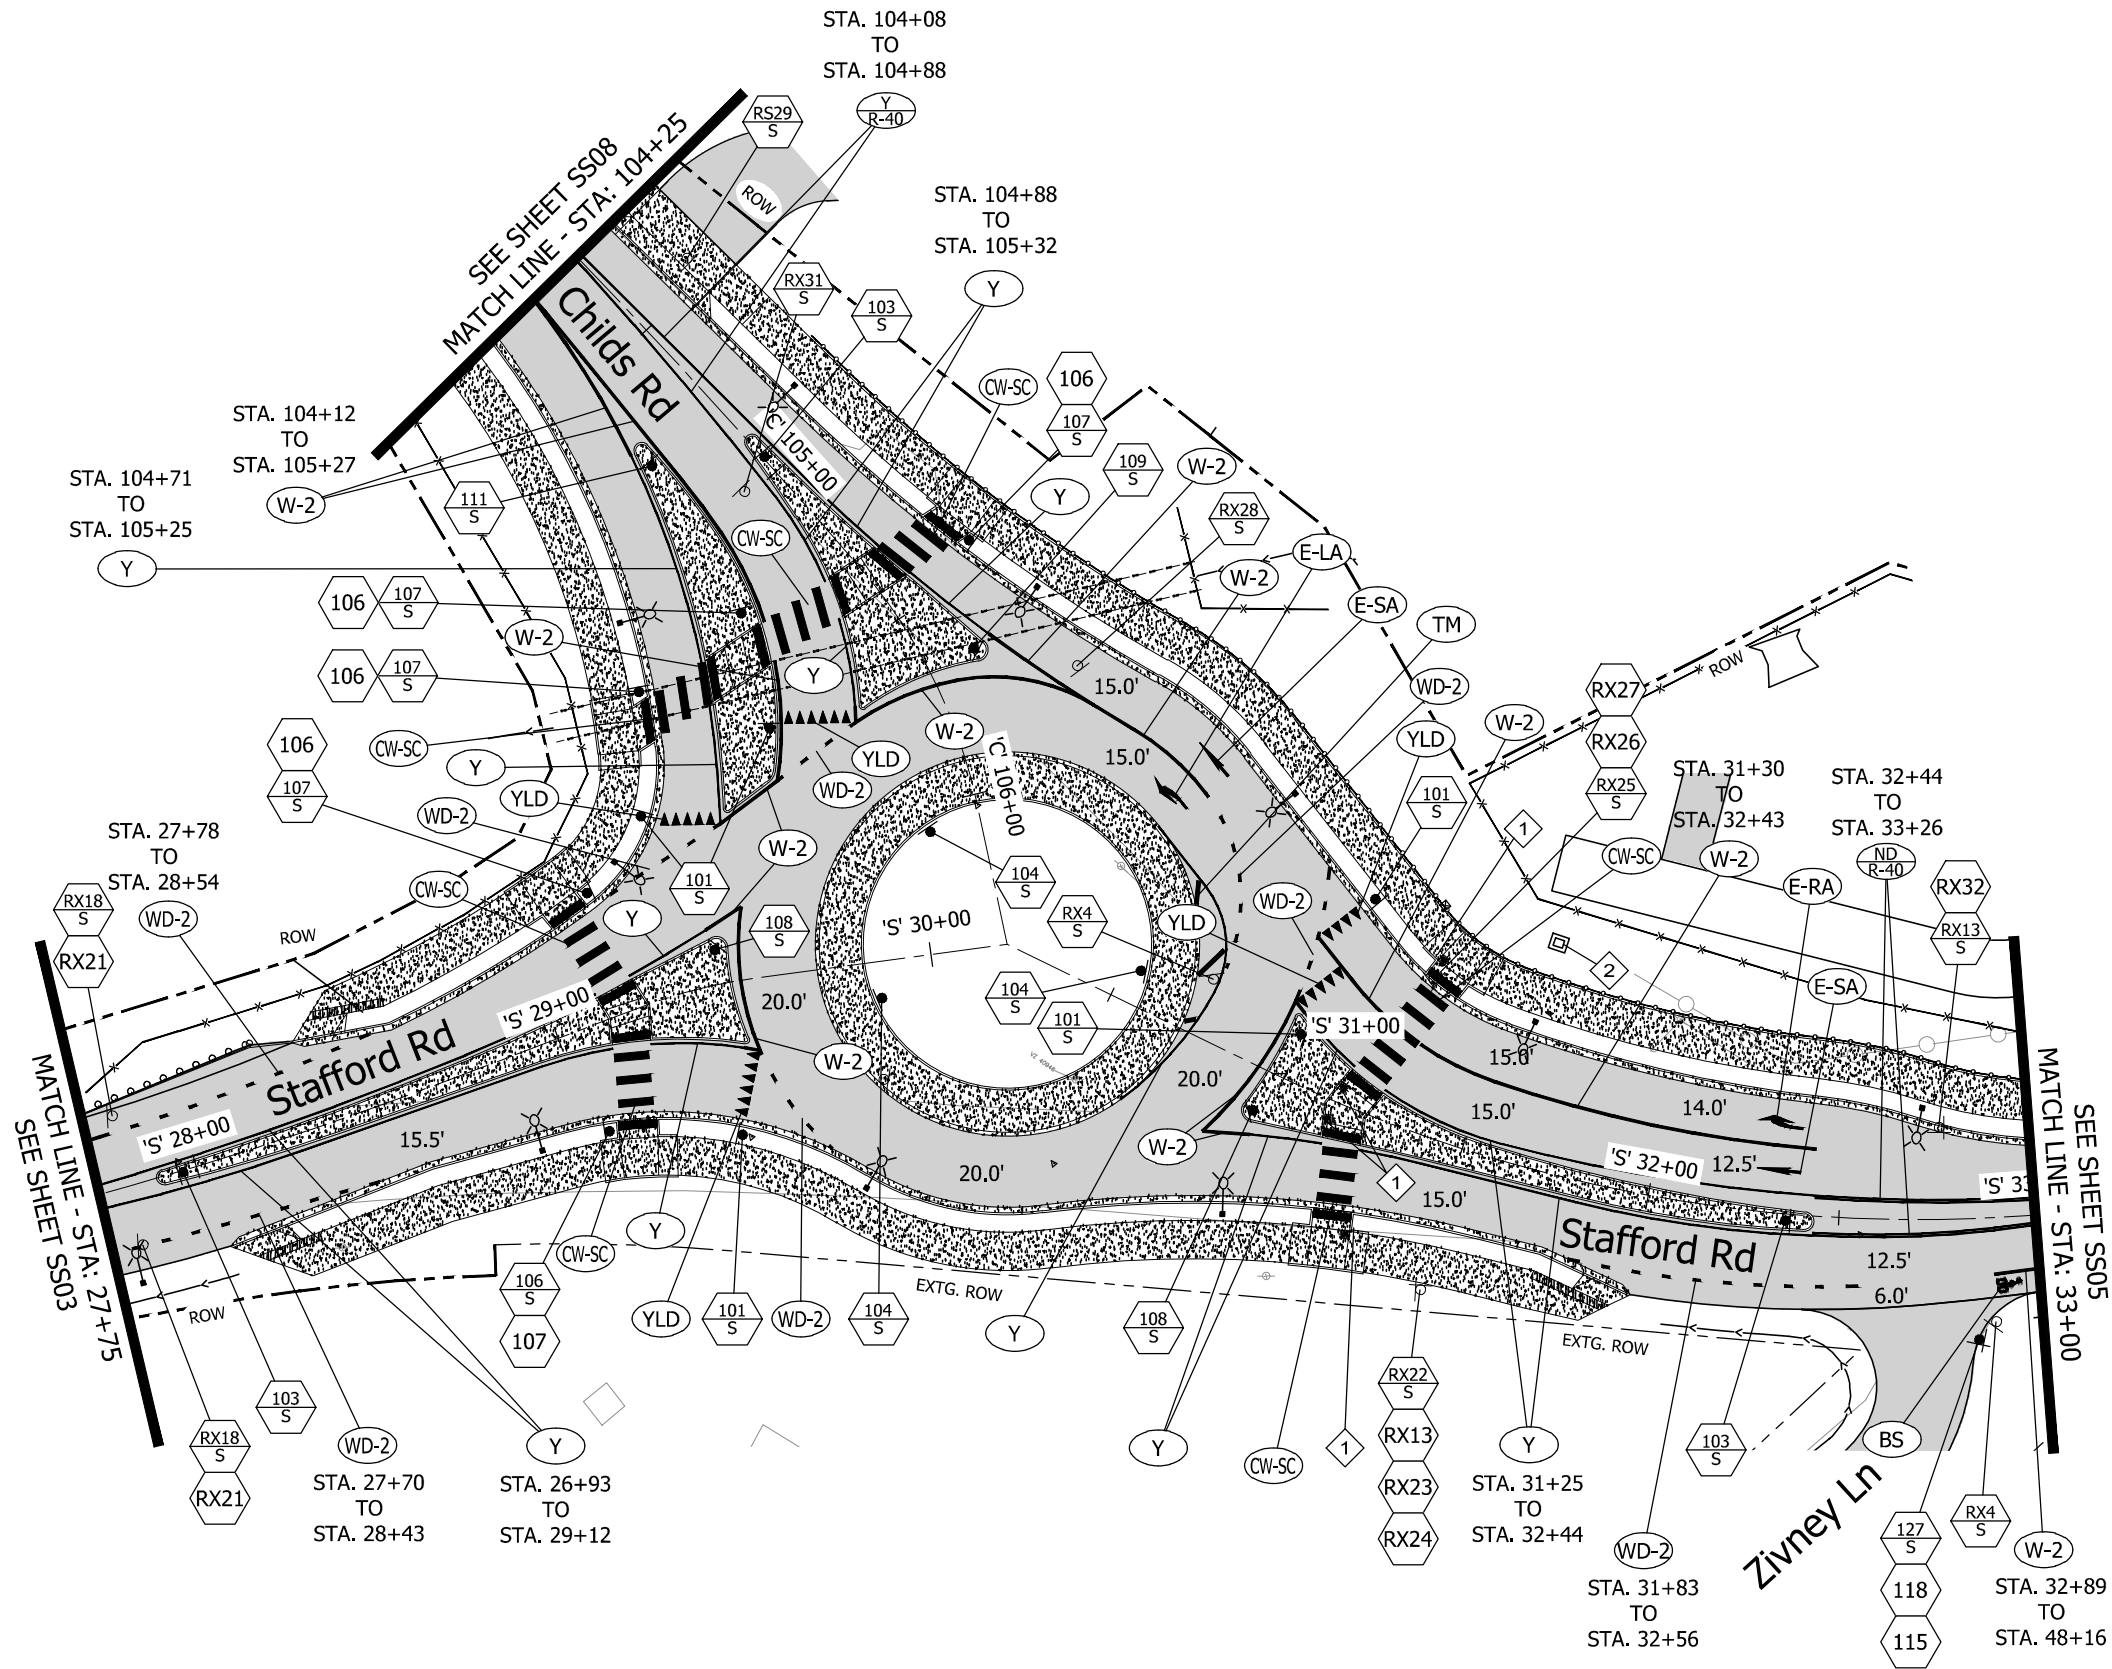 STA. 104+08
TO
STA. 104+88
Y
R-40
RS29
S
SEE SHEET SS08
MATCH LINE - STA: 104+25
ROW
STA. 104+88
TO
STA. 105+32
Y
RX31
S
103
S
Childs Rd
'C' 105+00
CW-SC
106
107
S
109
S
W-2
Y
RX28
S
E-LA
W-2
E-SA
TM
WD-2
STA. 104+12
TO
STA. 105+27
W-2
STA. 104+71
TO
STA. 105+25
Y
111
S
CW-SC
106
107
S
W-2
106
107
S
Y
CW-SC
106
107
S
Y
YLD
WD-2
W-2
YLD
WD-2
15.0'
15.0'
'C' 106+00
ROW
RX27
RX26
RX25
S
W-2
YLD
101
S
1
STA. 31+30
TO
STA. 32+43
W-2
CW-SC
STA. 32+44
TO
STA. 33+26
ND
R-40
E-RA
RX32
RX13
S
2
E-SA
STA. 27+78
TO
STA. 28+54
WD-2
RX18
S
RX21
CW-SC
ROW
W-2
101
S
Y
108
S
104
S
RX4
S
'S' 30+00
YLD
WD-2
104
S
101
S
'S' 31+00
'S' 29+00
20.0'
W-2
Stafford Rd
'S' 28+00
15.5'
20.0'
20.0'
W-2
15.0'
15.0'
14.0'
'S' 32+00
12.5'
'S' 33
1
15.0'
Stafford Rd
12.5'
6.0'
MATCH LINE - STA: 27+75
SEE SHEET SS03
SEE SHEET SS05
MATCH LINE - STA: 33+00
ROW
Y
CW-SC
106
S
107
YLD
101
S
WD-2
104
S
EXTG. ROW
Y
108
S
RX22
S
RX13
RX23
RX24
EXTG. ROW
103
S
RX18
S
RX21
WD-2
STA. 27+70
TO
STA. 28+43
Y
STA. 26+93
TO
STA. 29+12
Y
CW-SC
1
Y
STA. 31+25
TO
STA. 32+44
103
S
BS
Zivney Ln
WD-2
STA. 31+83
TO
STA. 32+56
127
S
118
115
RX4
S
W-2
STA. 32+89
TO
STA. 48+16